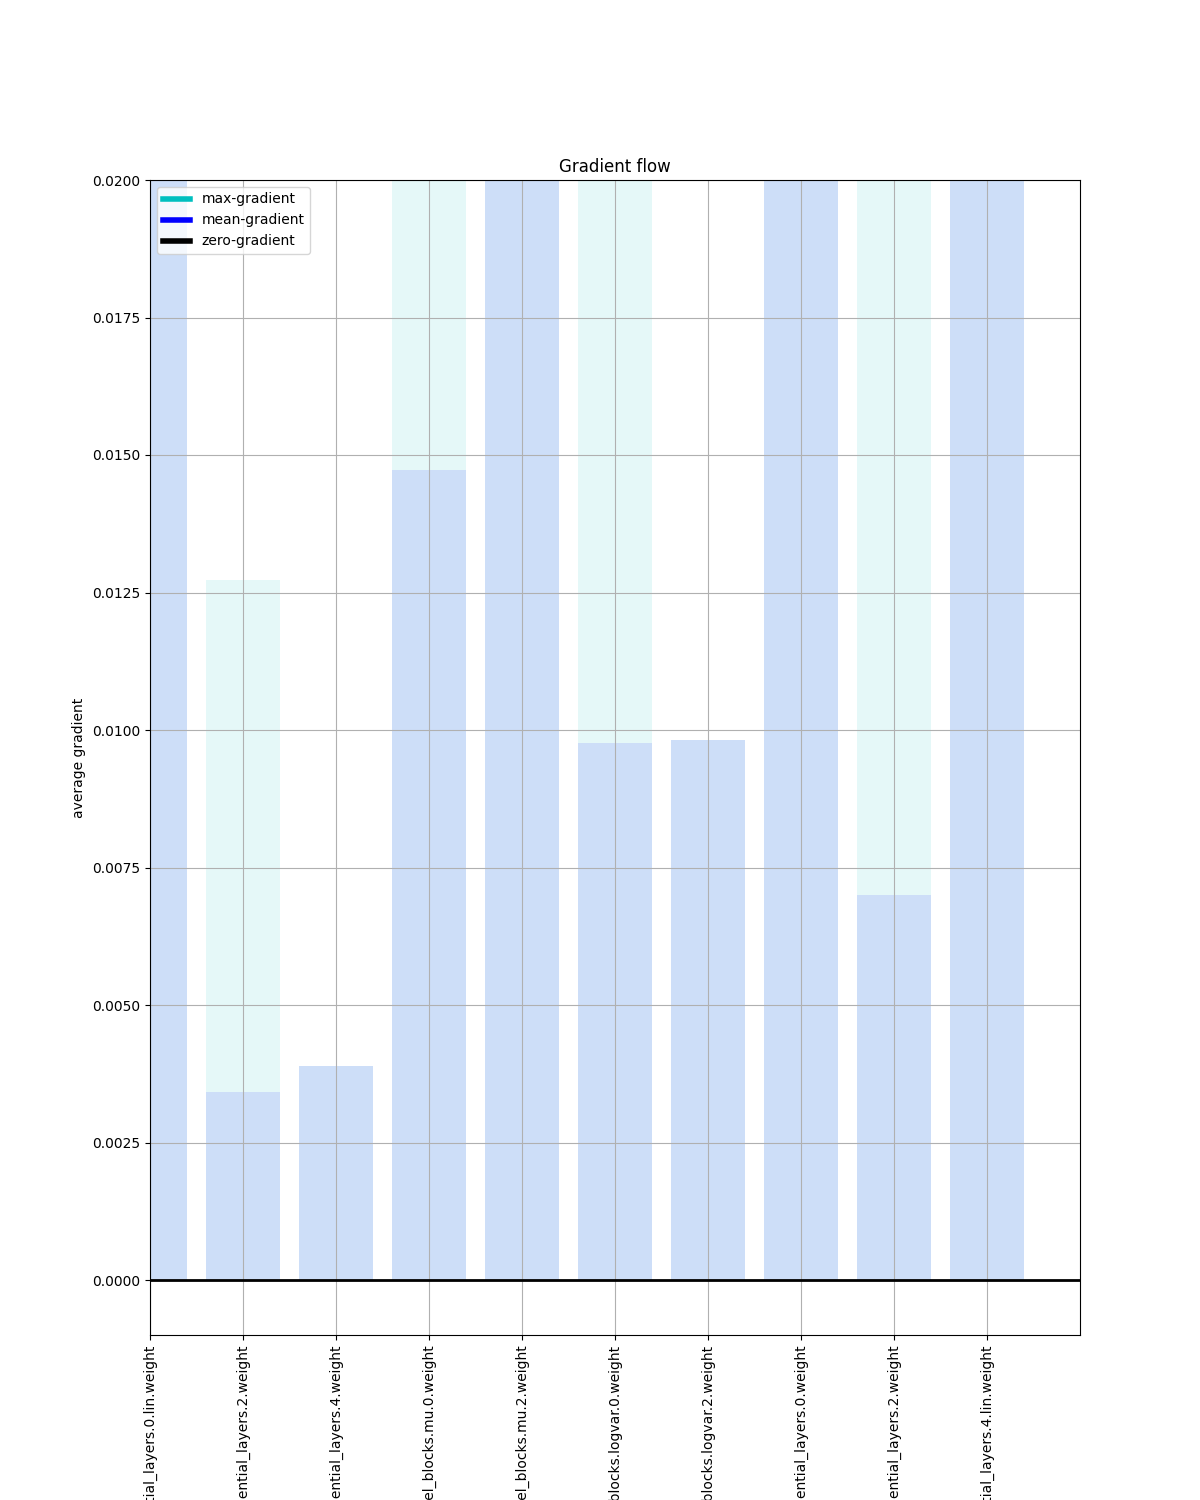 Gradient flow
max-gradient
mean-gradient
zero-gradient
0.0200
0.0175
0.0150
0.0125
0.0100
0.0075
0.0050
0.0025
0.0000
average gradient
tial_layers.0.lin.weight
ential_layers.2.weight
ential_layers.4.weight
el_blocks.mu.0.weight
el_blocks.mu.2.weight
blocks.logvar.0.weight
blocks.logvar.2.weight
ential_layers.0.weight
ential_layers.2.weight
tial_layers.4.lin.weight